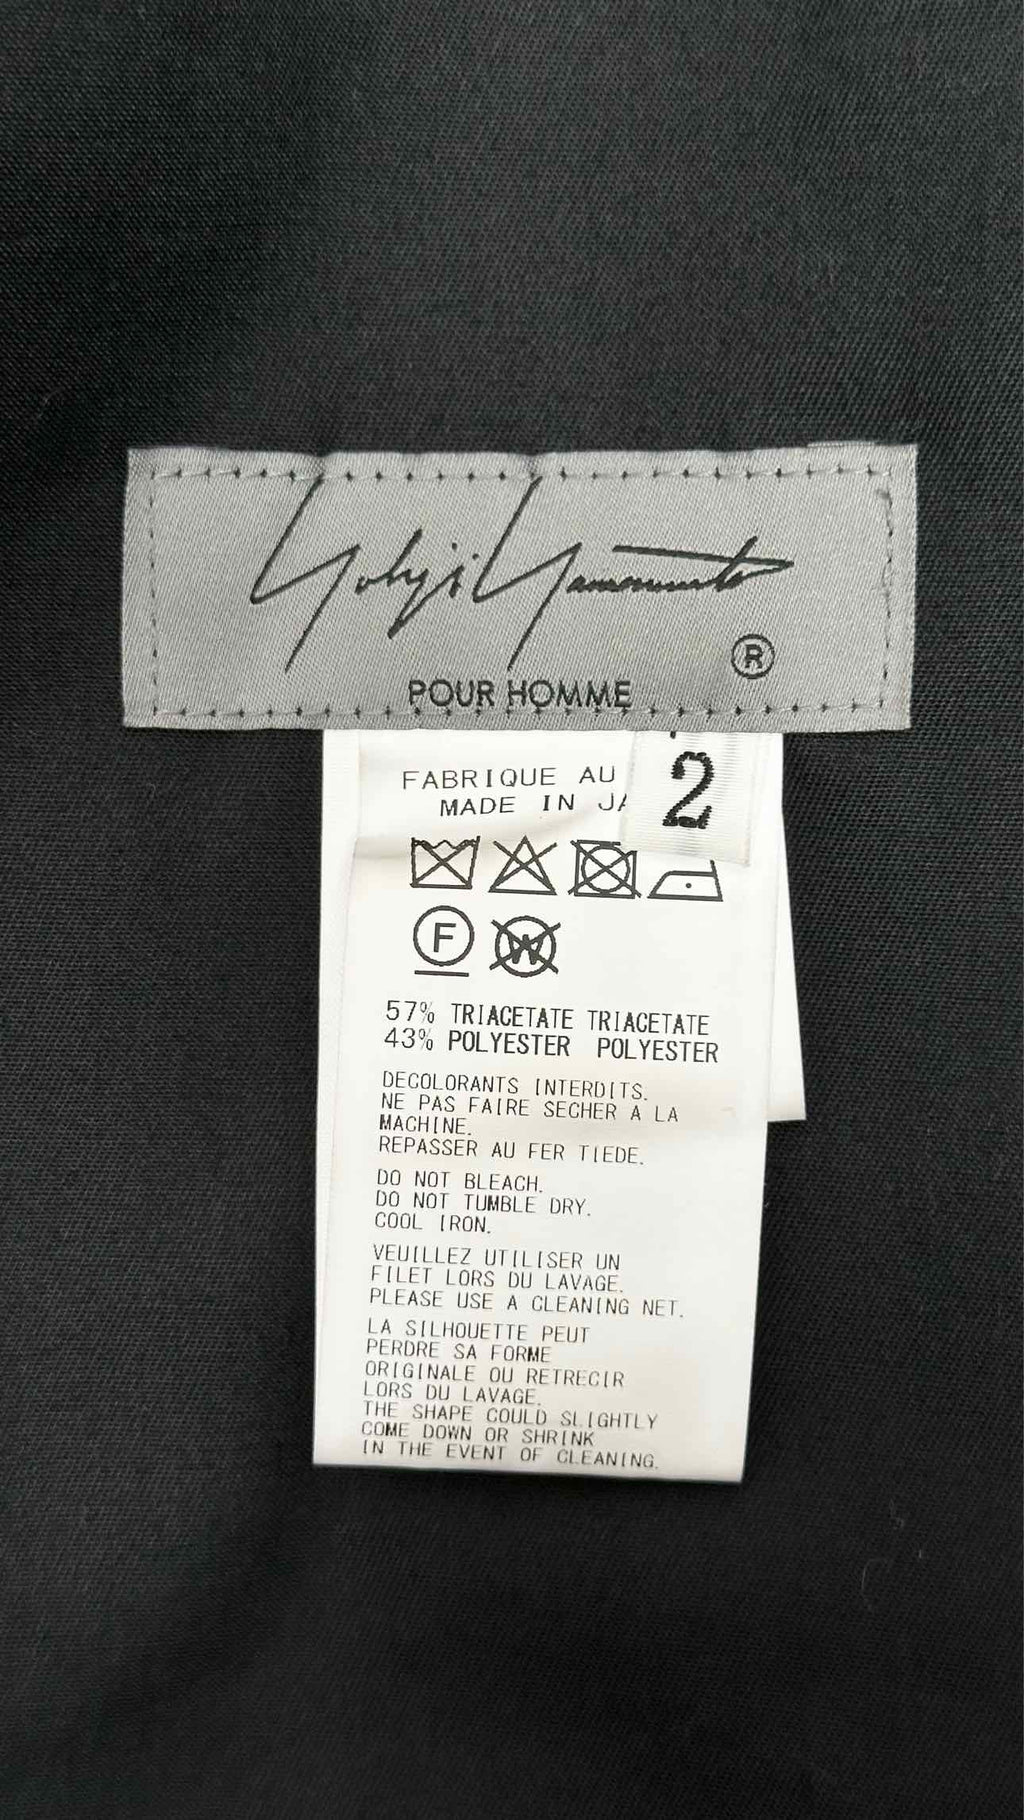 Yohji Yamamoto
®
POUR HOMME
2
FABRIQUE AU
MADE IN JA
F
W
57% TRIACETATE TRIACETATE
43% POLYESTER POLYESTER
DECOLORANTS INTERDITS.
NE PAS FAIRE SECHER A LA
MACHINE.
REPASSER AU FER TIEDE.
DO NOT BLEACH.
DO NOT TUMBLE DRY.
COOL IRON.
VEUILLEZ UTILISER UN
FILET LORS DU LAVAGE.
PLEASE USE A CLEANING NET.
LA SILHOUETTE PEUT
PERDRE SA FORME
ORIGINALE OU RETRECIR
LORS DU LAVAGE.
THE SHAPE COULD SLIGHTLY
COME DOWN OR SHRINK
IN THE EVENT OF CLEANING.